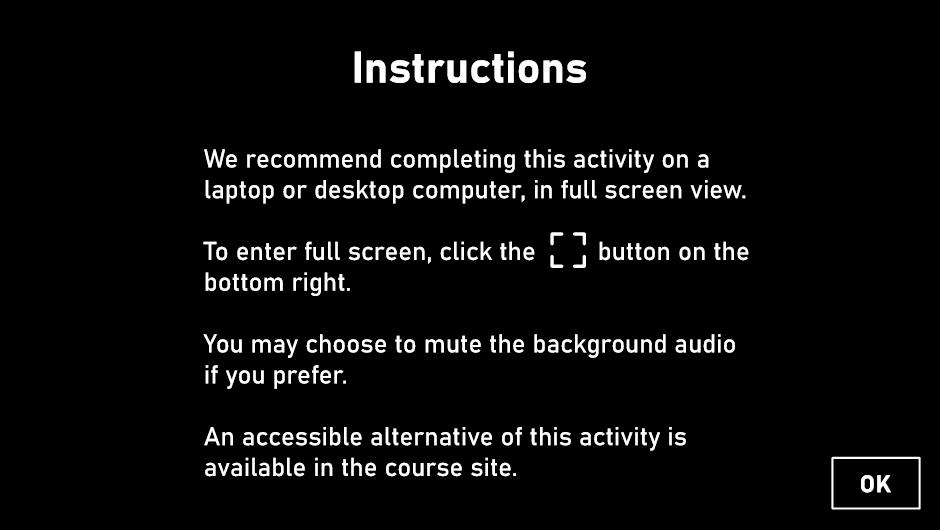 Instructions
We recommend completing this activity on a
laptop or desktop computer, in full screen view.
To enter full screen, click the button on the
bottom right.
You may choose to mute the background audio
if you prefer.
An accessible alternative of this activity is
available in the course site.
OK